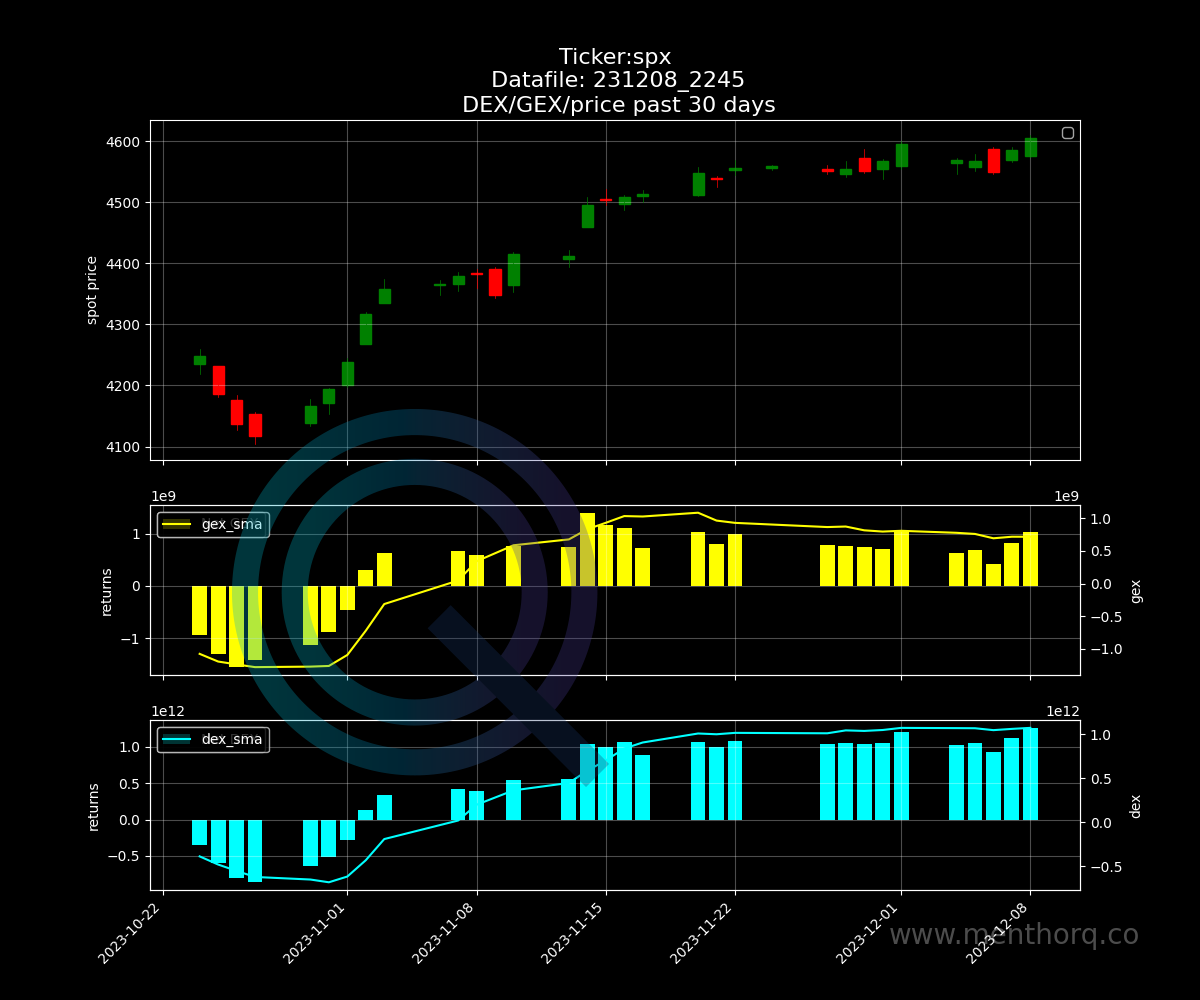 Ticker:spx
Datafile: 231208_2245
DEX/GEX/price past 30 days
4600
4500
4400
4300
4200
4100
spot price
1e9
1e9
gex_sma
1
0
−1
returns
1.0
0.5
0.0
−0.5
−1.0
gex
1e12
1e12
dex_sma
1.0
0.5
0.0
−0.5
returns
1.0
0.5
0.0
−0.5
dex
2023-10-22
2023-11-01
2023-11-08
2023-11-15
2023-11-22
2023-12-01
2023-12-08
www.menthorq.co